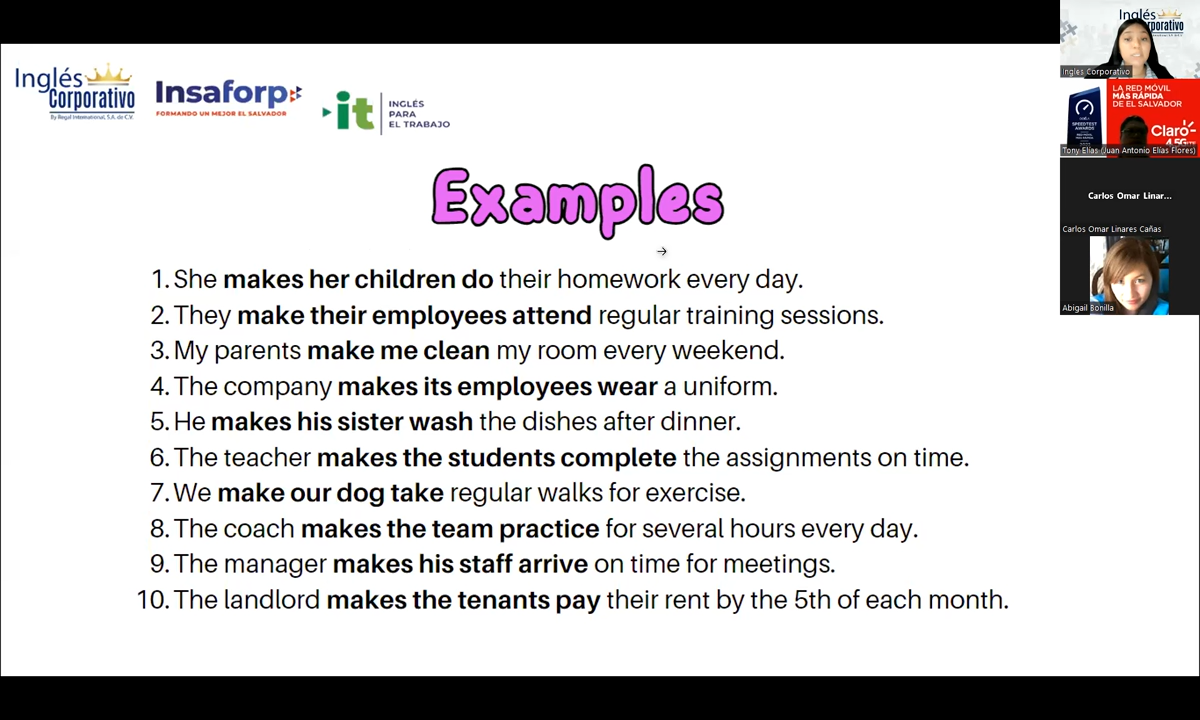 Inglés
Corporativo
By Regal International, S.A. de C.V.
Insaforp
FORMANDO UN MEJOR EL SALVADOR
it
INGLÉS
PARA
EL TRABAJO
Examples
1. She makes her children do their homework every day.
2. They make their employees attend regular training sessions.
3. My parents make me clean my room every weekend.
4. The company makes its employees wear a uniform.
5. He makes his sister wash the dishes after dinner.
6. The teacher makes the students complete the assignments on time.
7. We make our dog take regular walks for exercise.
8. The coach makes the team practice for several hours every day.
9. The manager makes his staff arrive on time for meetings.
10. The landlord makes the tenants pay their rent by the 5th of each month.
Inglés
Corporativo
Ingles Corporativo
LA RED MÓVIL
MÁS RÁPIDA
DE EL SALVADOR
SPEEDTEST
AWARDS
Claro
4.5G
Tony Elías (Juan Antonio Elías Flores)
Carlos Omar Linar...
Carlos Omar Linares Cañas
Abigail Bonilla